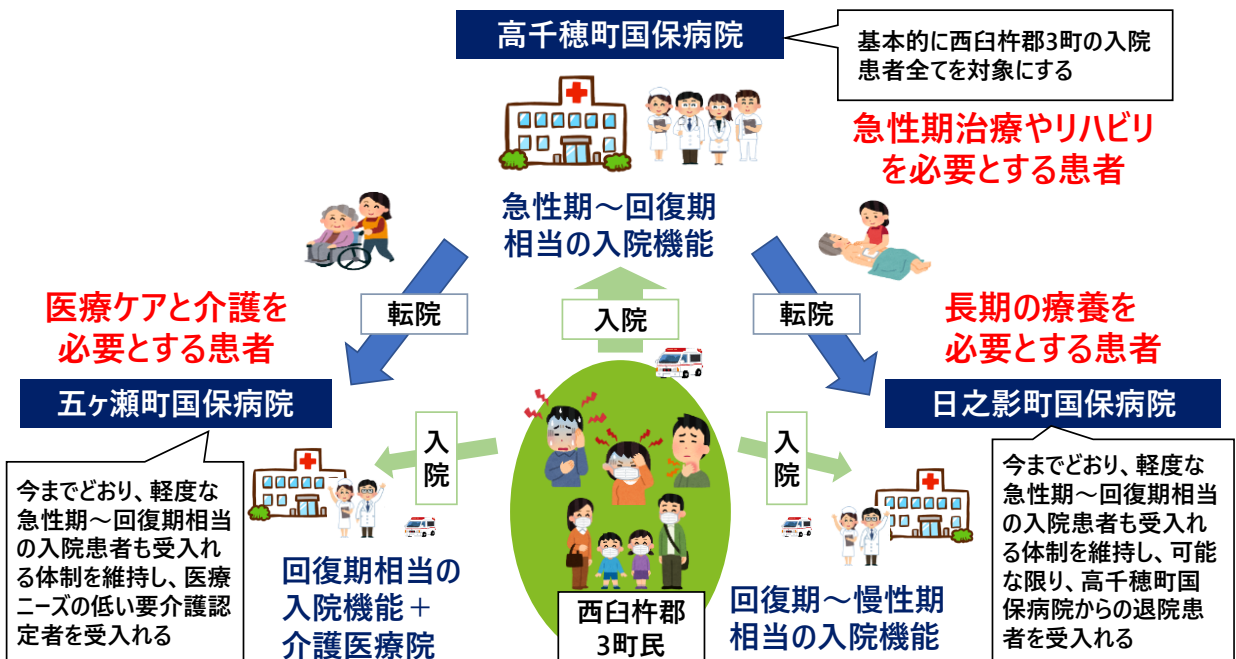 高千穂町国保病院
基本的に西臼杵郡3町の入院
患者全てを対象にする
急性期治療やリハビリ
を必要とする患者
急性期～回復期
相当の入院機能
転院
入院
転院
医療ケアと介護を
必要とする患者
長期の療養を
必要とする患者
五ヶ瀬町国保病院
日之影町国保病院
入
院
入
院
今までどおり、軽度な
急性期～回復期相当
の入院患者も受入れ
る体制を維持し、医療
ニーズの低い要介護認
定者を受入れる
今までどおり、軽度な
急性期～回復期相当
の入院患者も受入れ
る体制を維持し、可能
な限り、高千穂町国
保病院からの退院患
者を受入れる
回復期相当の
入院機能＋
介護医療院
西臼杵郡
3町民
回復期～慢性期
相当の入院機能